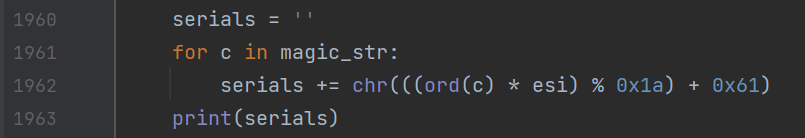 1960 serials = ''
1961 for c in magic_str:
1962 serials += chr(((ord(c) * esi) % 0x1a) + 0x61)
1963 print(serials)